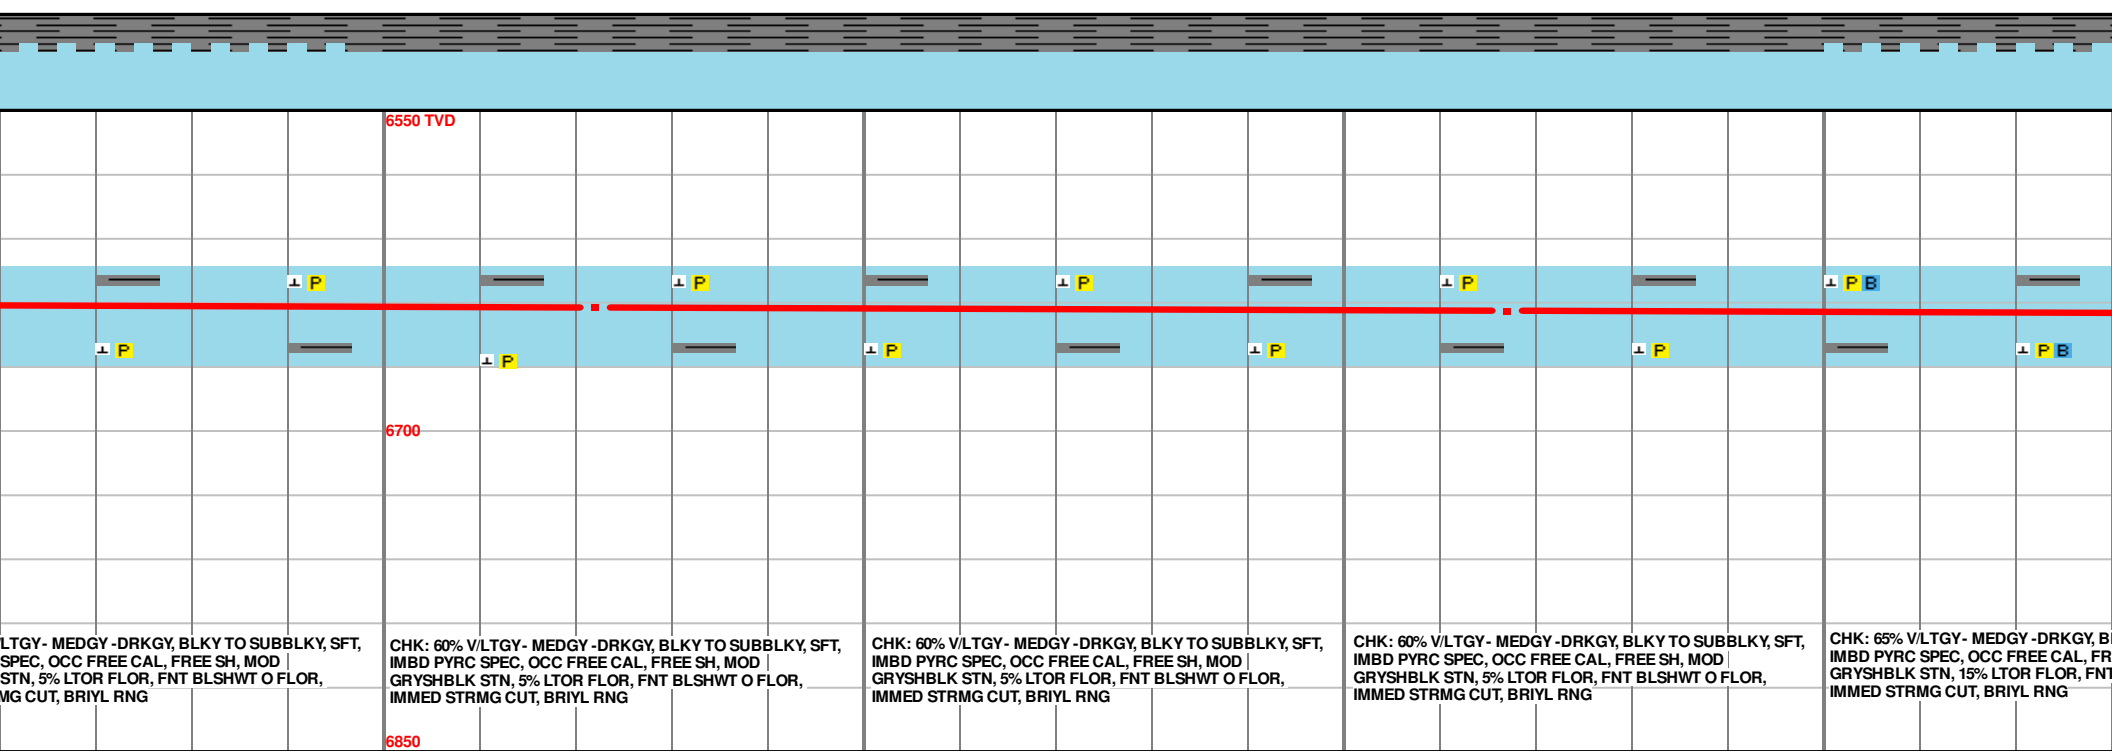 6550 TVD
P
P
P
P
P B
P
P
P
P
P
P B
6700
/LTGY- MEDGY -DRKGY, BLKY TO SUBBLKY, SFT,
SPEC, OCC FREE CAL, FREE SH, MOD
STN, 5% LTOR FLOR, FNT BLSHWT O FLOR,
MG CUT, BRIYL RNG
CHK: 60% V/LTGY- MEDGY -DRKGY, BLKY TO SUBBLKY, SFT,
IMBD PYRC SPEC, OCC FREE CAL, FREE SH, MOD
GRYSHBLK STN, 5% LTOR FLOR, FNT BLSHWT O FLOR,
IMMED STRMG CUT, BRIYL RNG
CHK: 60% V/LTGY- MEDGY -DRKGY, BLKY TO SUBBLKY, SFT,
IMBD PYRC SPEC, OCC FREE CAL, FREE SH, MOD
GRYSHBLK STN, 5% LTOR FLOR, FNT BLSHWT O FLOR,
IMMED STRMG CUT, BRIYL RNG
CHK: 60% V/LTGY- MEDGY -DRKGY, BLKY TO SUBBLKY, SFT,
IMBD PYRC SPEC, OCC FREE CAL, FREE SH, MOD
GRYSHBLK STN, 5% LTOR FLOR, FNT BLSHWT O FLOR,
IMMED STRMG CUT, BRIYL RNG
CHK: 65% V/LTGY- MEDGY -DRKGY, B
IMBD PYRC SPEC, OCC FREE CAL, FR
GRYSHBLK STN, 15% LTOR FLOR, FNT
IMMED STRMG CUT, BRIYL RNG
6850